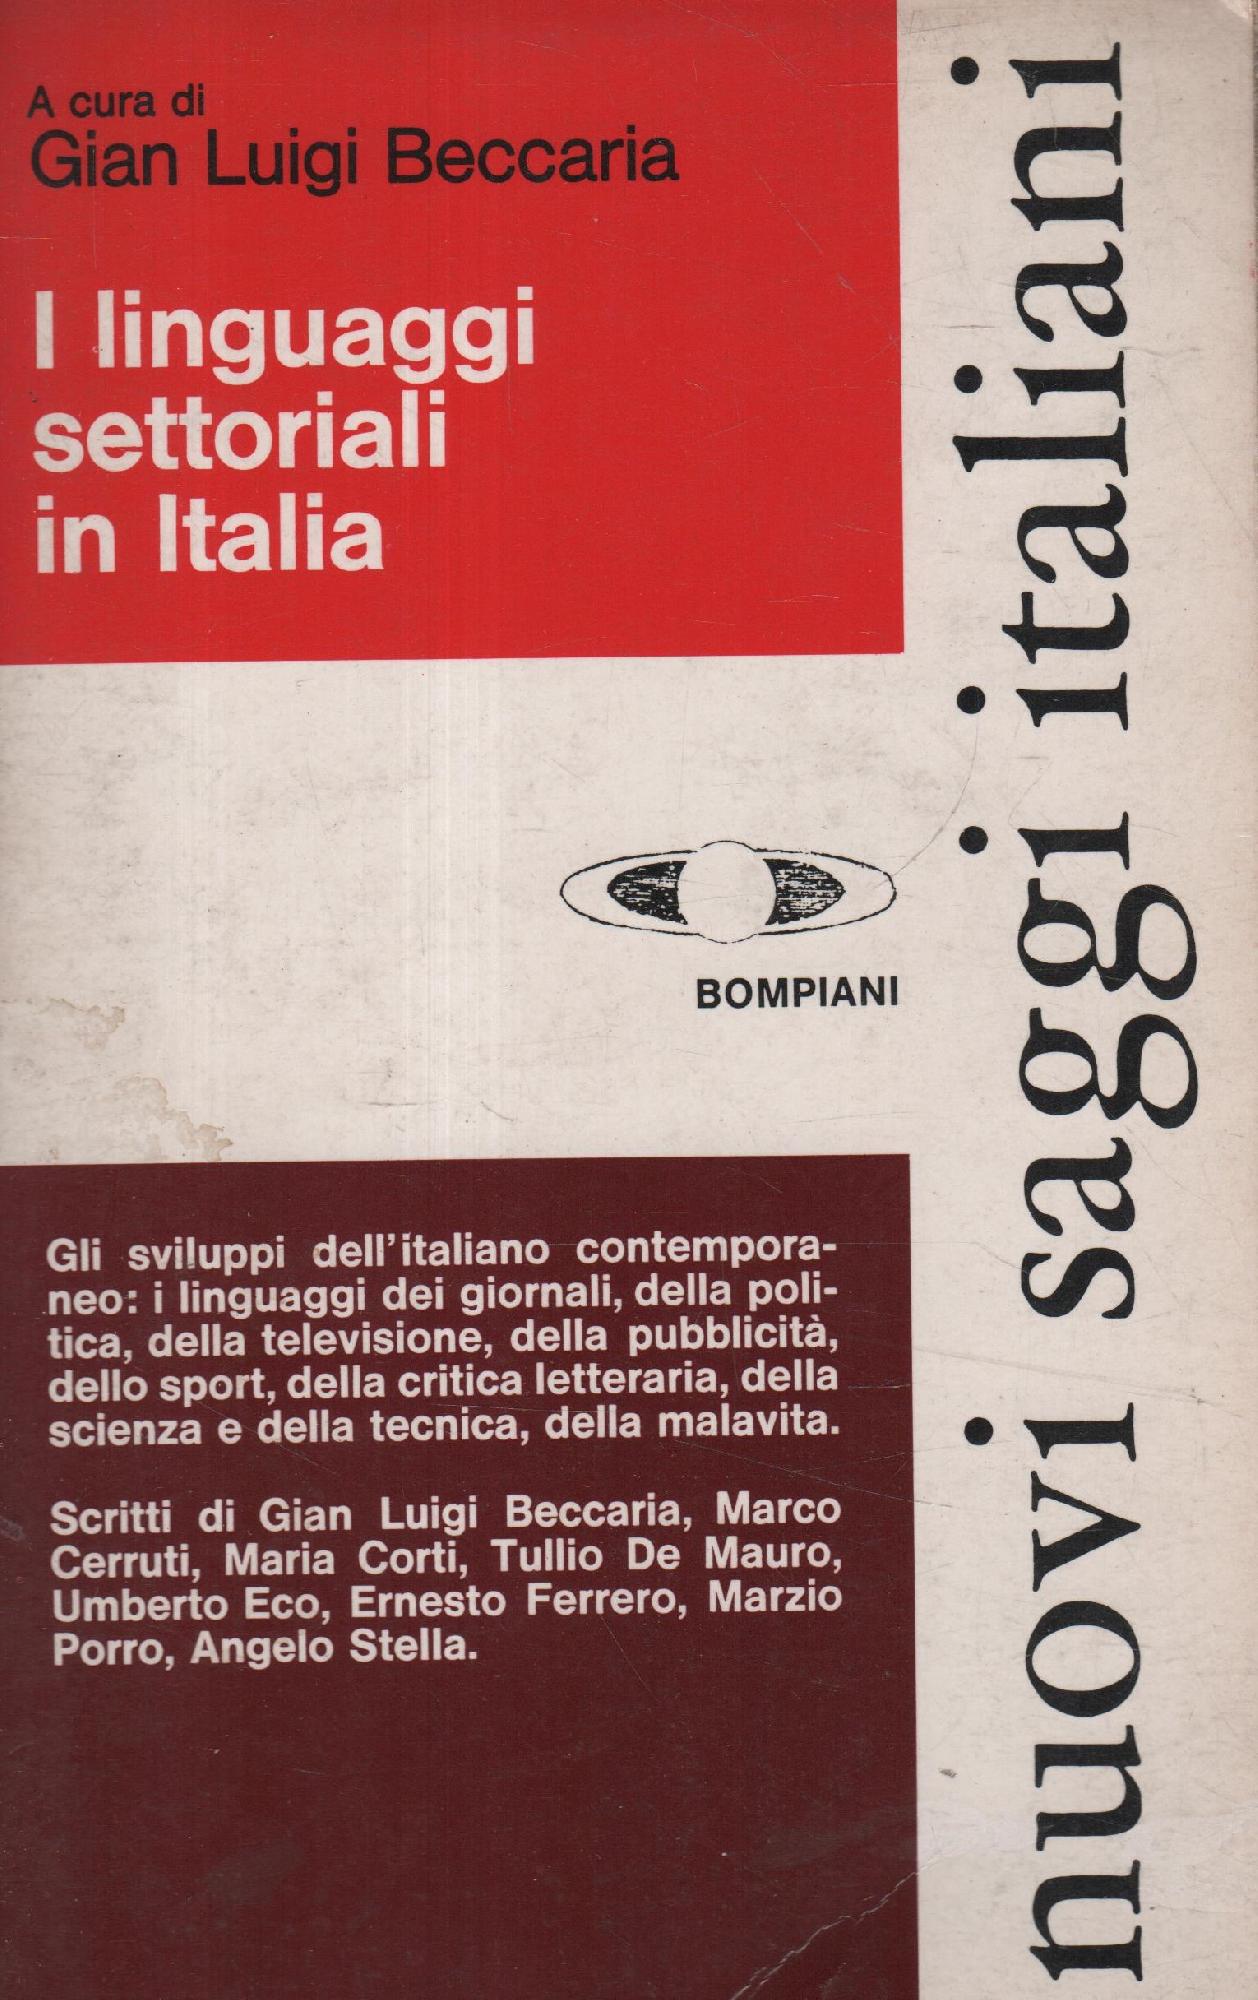 A cura di
Gian Luigi Beccaria
I linguaggi
settoriali
in Italia
BOMPIANI
Gli sviluppi dell'italiano contempora-
neo: i linguaggi dei giornali, della poli-
tica, della televisione, della pubblicità,
dello sport, della critica letteraria, della
scienza e della tecnica, della malavita.
Scritti di Gian Luigi Beccaria, Marco
Cerruti, Maria Corti, Tullio De Mauro,
Umberto Eco, Ernesto Ferrero, Marzio
Porro, Angelo Stella.
nuovi saggi italiani